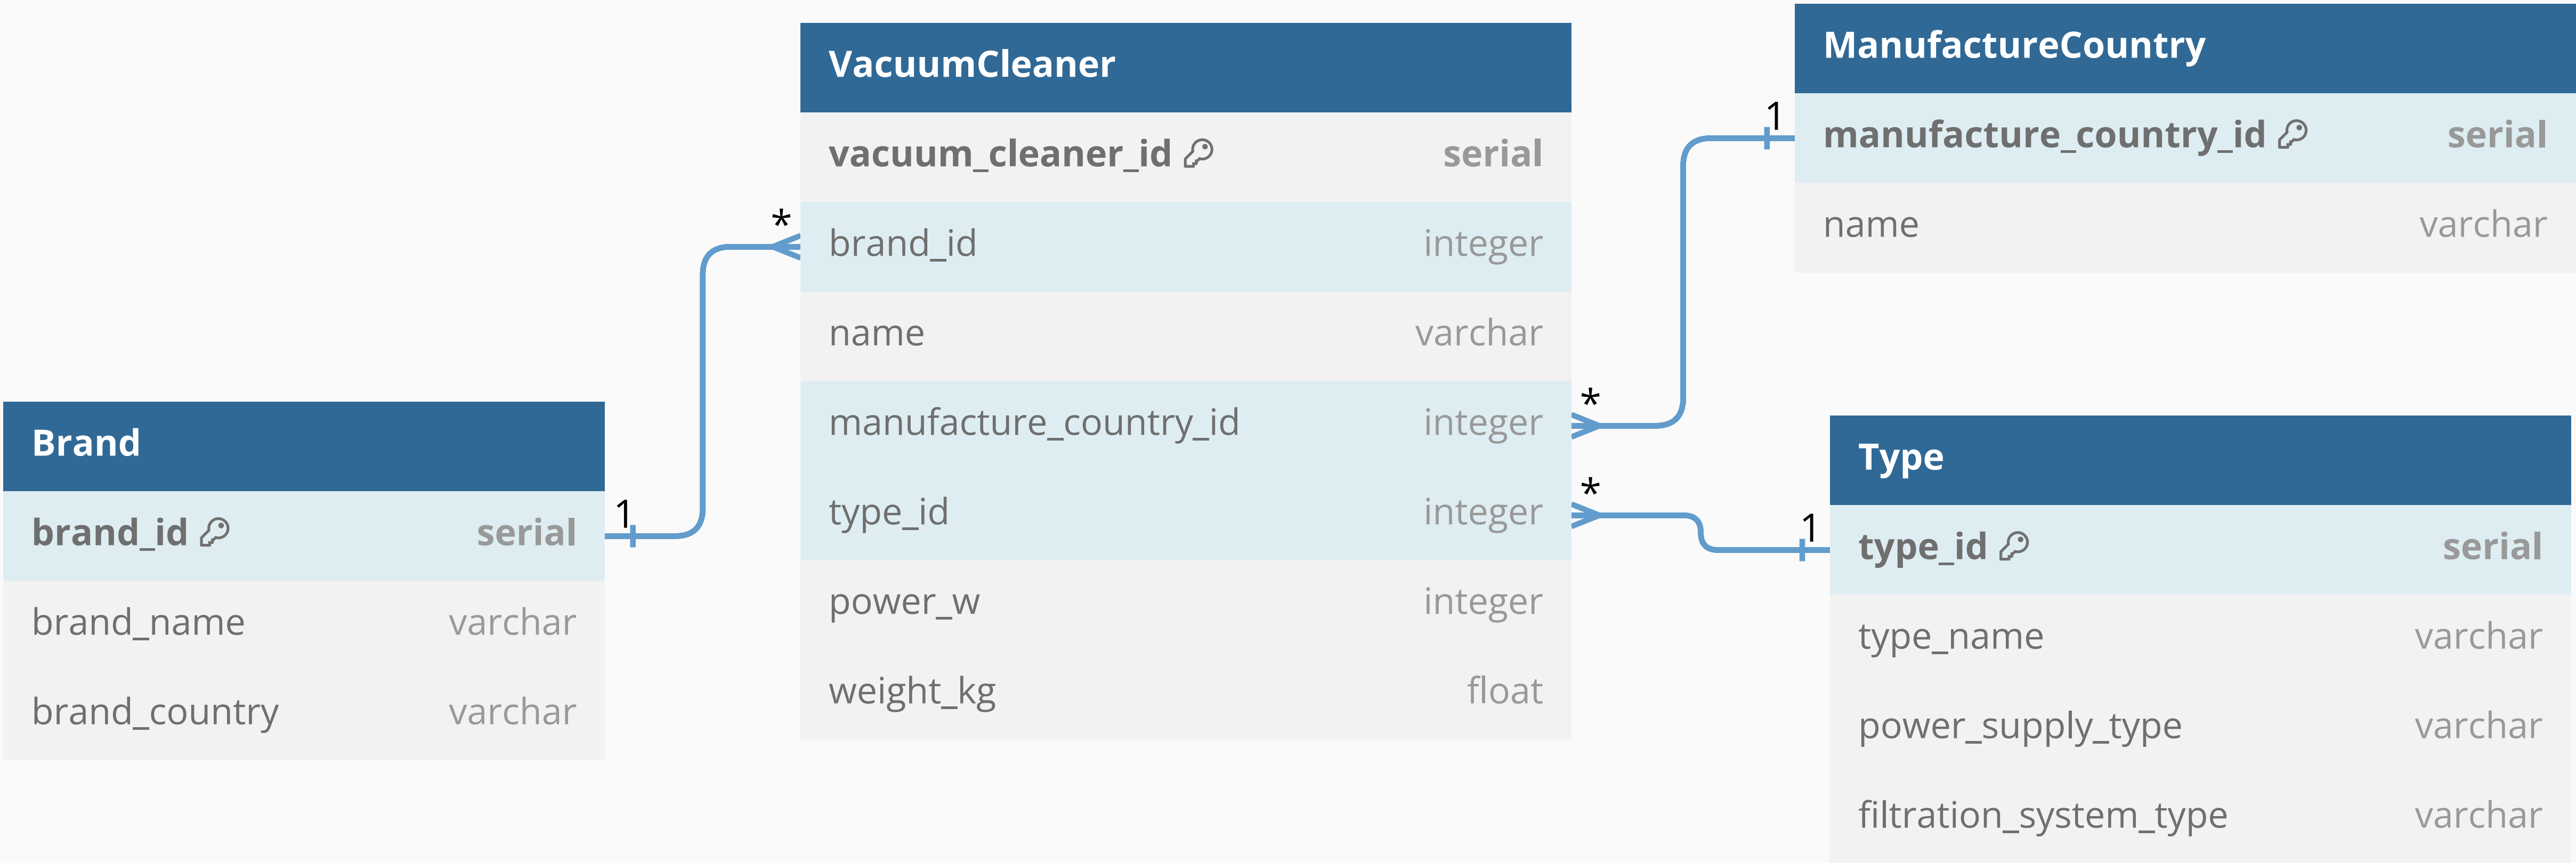 VacuumCleaner
vacuum_cleaner_id serial
brand_id integer
name varchar
manufacture_country_id integer
type_id integer
power_w integer
weight_kg float
ManufactureCountry
manufacture_country_id serial
name varchar
Brand
brand_id serial
brand_name varchar
brand_country varchar
Type
type_id serial
type_name varchar
power_supply_type varchar
filtration_system_type varchar
*
1
*
1
*
1